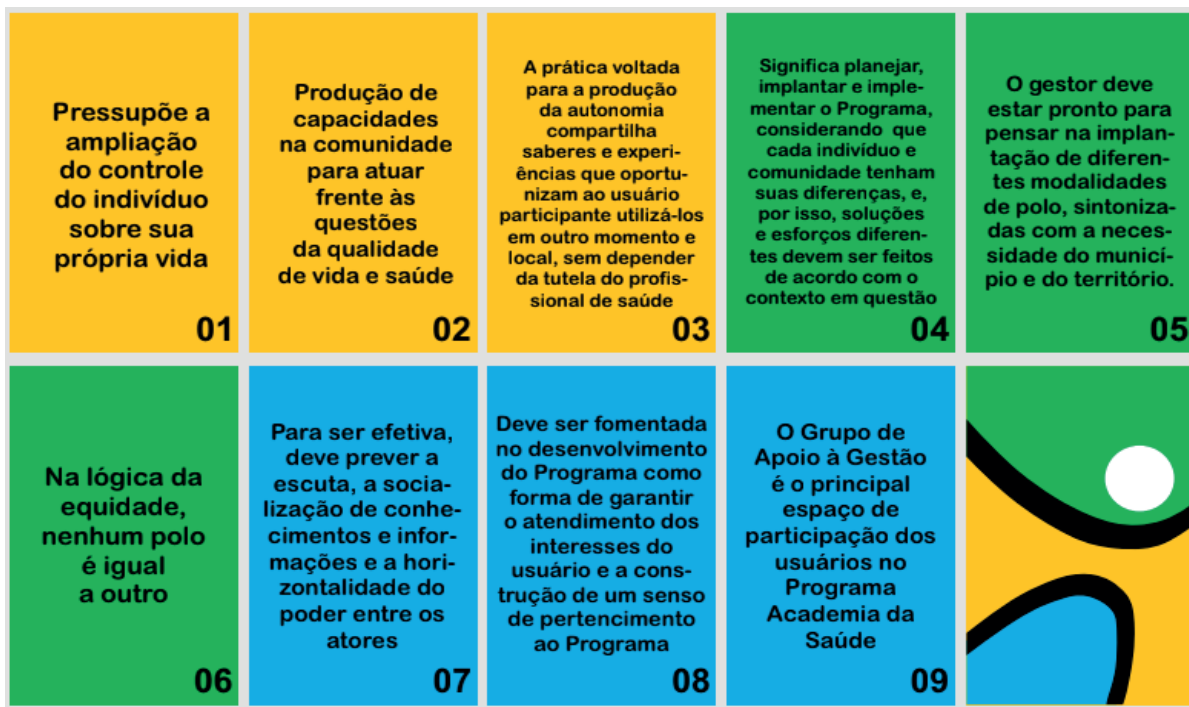 Pressupõe a
ampliação
do controle
do indivíduo
sobre sua
própria vida
01
Produção de
capacidades
na comunidade
para atuar
frente às
questões
da qualidade
de vida e saúde
02
A prática voltada
para a produção
da autonomia
compartilha
saberes e experi-
ências que oportu-
nizam ao usuário
participante utilizá-los
em outro momento e
local, sem depender
da tutela do profis-
sional de saúde
03
Significa planejar,
implantar e imple-
mentar o Programa,
considerando que
cada indivíduo e
comunidade tenham
suas diferenças, e,
por isso, soluções
e esforços diferen-
tes devem ser feitos
de acordo com o
contexto em questão
04
O gestor deve
estar pronto para
pensar na implan-
tação de diferen-
tes modalidades
de polo, sintoniza-
das com a neces-
sidade do municí-
pio e do território.
05
Na lógica da
equidade,
nenhum polo
é igual
a outro
06
Para ser efetiva,
deve prever a
escuta, a socia-
lização de conhe-
cimentos e infor-
mações e a hori-
zontalidade do
poder entre os
atores
07
Deve ser fomentada
no desenvolvimento
do Programa como
forma de garantir
o atendimento dos
interesses do
usuário e a cons-
trução de um senso
de pertencimento
ao Programa
08
O Grupo de
Apoio à Gestão
é o principal
espaço de
participação dos
usuários no
Programa
Academia da
Saúde
09